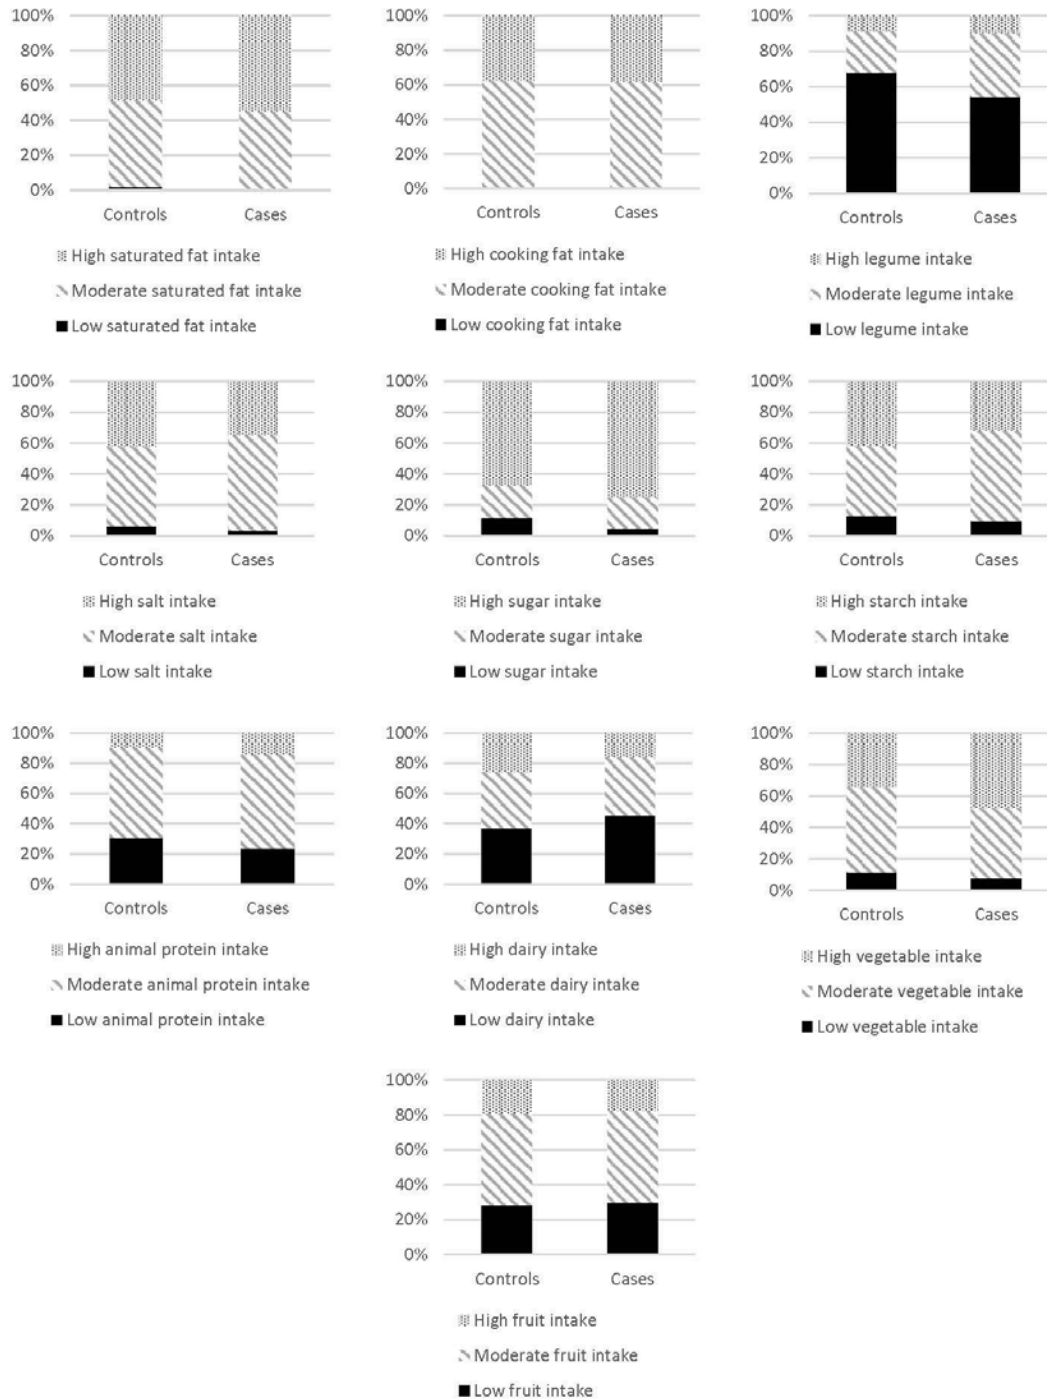 100%
80%
60%
40%
20%
0%
Controls Cases
High saturated fat intake
Moderate saturated fat intake
Low saturated fat intake
100%
80%
60%
40%
20%
0%
Controls Cases
High cooking fat intake
Moderate cooking fat intake
Low cooking fat intake
100%
80%
60%
40%
20%
0%
Controls Cases
High legume intake
Moderate legume intake
Low legume intake
100%
80%
60%
40%
20%
0%
Controls Cases
High salt intake
Moderate salt intake
Low salt intake
100%
80%
60%
40%
20%
0%
Controls Cases
High sugar intake
Moderate sugar intake
Low sugar intake
100%
80%
60%
40%
20%
0%
Controls Cases
High starch intake
Moderate starch intake
Low starch intake
100%
80%
60%
40%
20%
0%
Controls Cases
High animal protein intake
Moderate animal protein intake
Low animal protein intake
100%
80%
60%
40%
20%
0%
Controls Cases
High dairy intake
Moderate dairy intake
Low dairy intake
100%
80%
60%
40%
20%
0%
Controls Cases
High vegetable intake
Moderate vegetable intake
Low vegetable intake
100%
80%
60%
40%
20%
0%
Controls Cases
High fruit intake
Moderate fruit intake
Low fruit intake